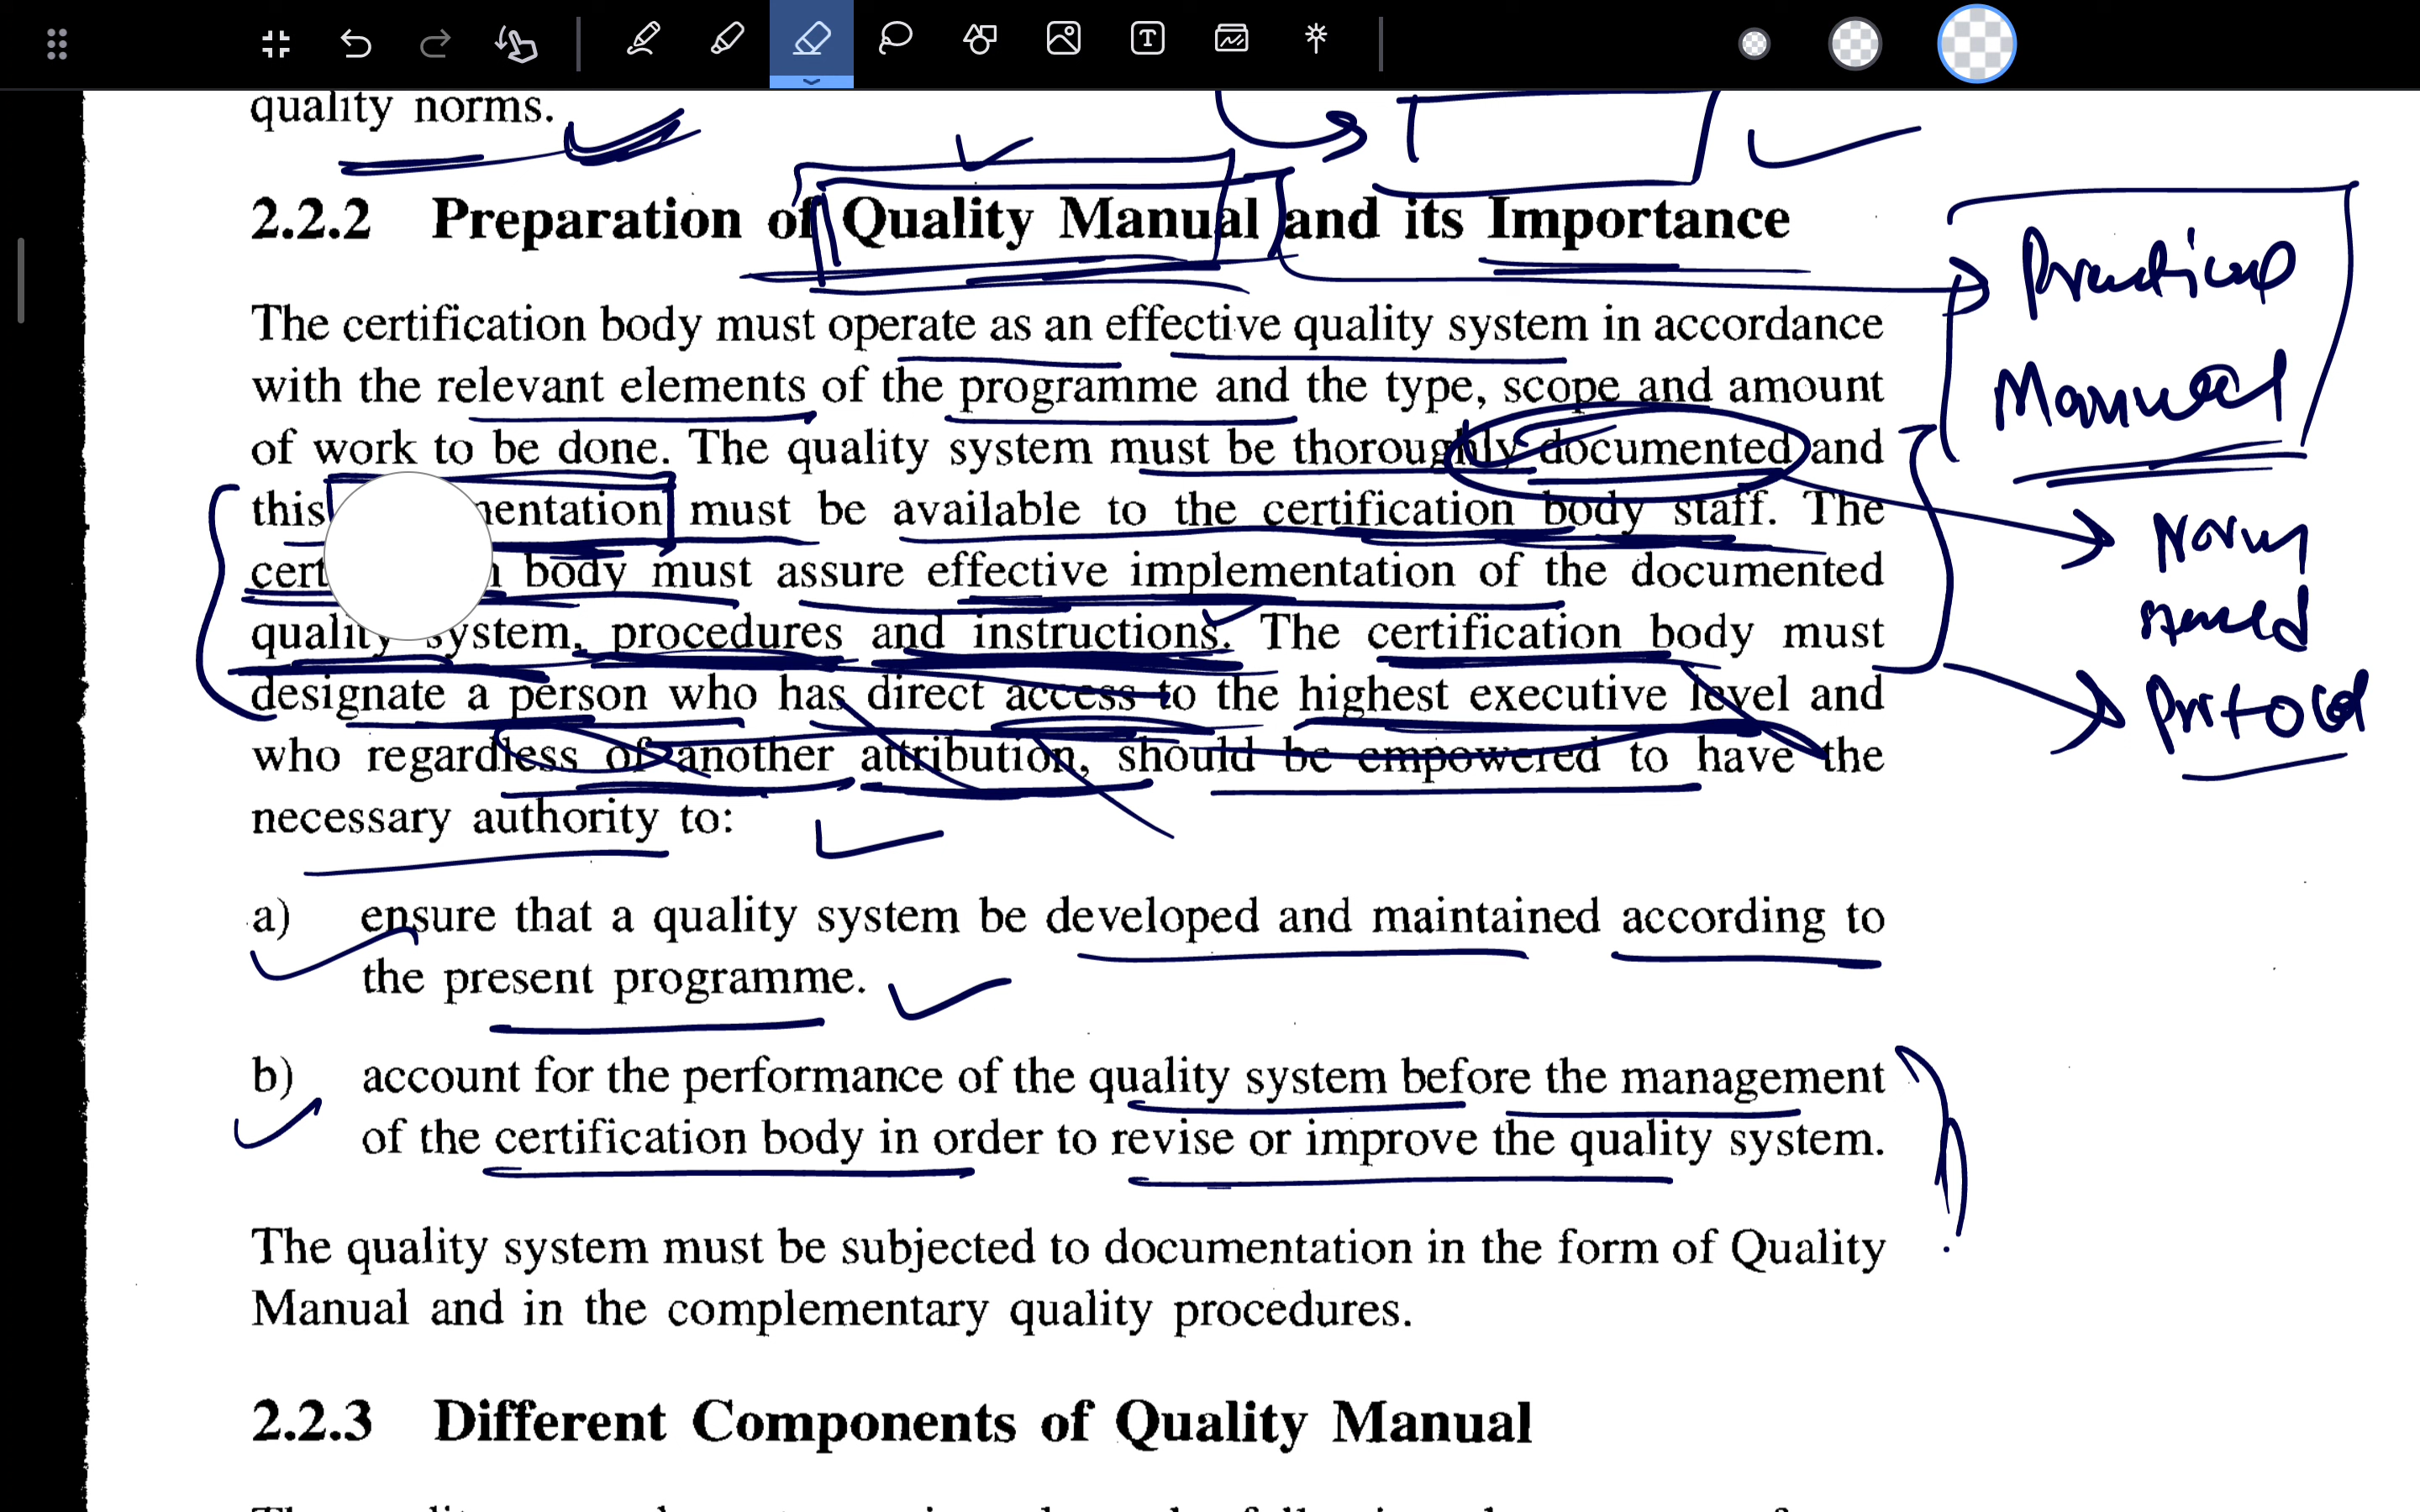 quality norms.
2.2.2 Preparation of Quality Manual and its Importance
The certification body must operate as an effective quality system in accordance
with the relevant elements of the programme and the type, scope and amount
of work to be done. The quality system must be thoroughly documented and
this mentation must be available to the certification body staff. The
cert n body must assure effective implementation of the documented
quality system, procedures and instructions. The certification body must
designate a person who has direct access to the highest executive level and
who regardless of another attribution, should be empowered to have the
necessary authority to:
a) ensure that a quality system be developed and maintained according to
the present programme.
b) account for the performance of the quality system before the management
of the certification body in order to revise or improve the quality system.
The quality system must be subjected to documentation in the form of Quality
Manual and in the complementary quality procedures.
2.2.3 Different Components of Quality Manual
Practical
Manual
Norms
Protocol